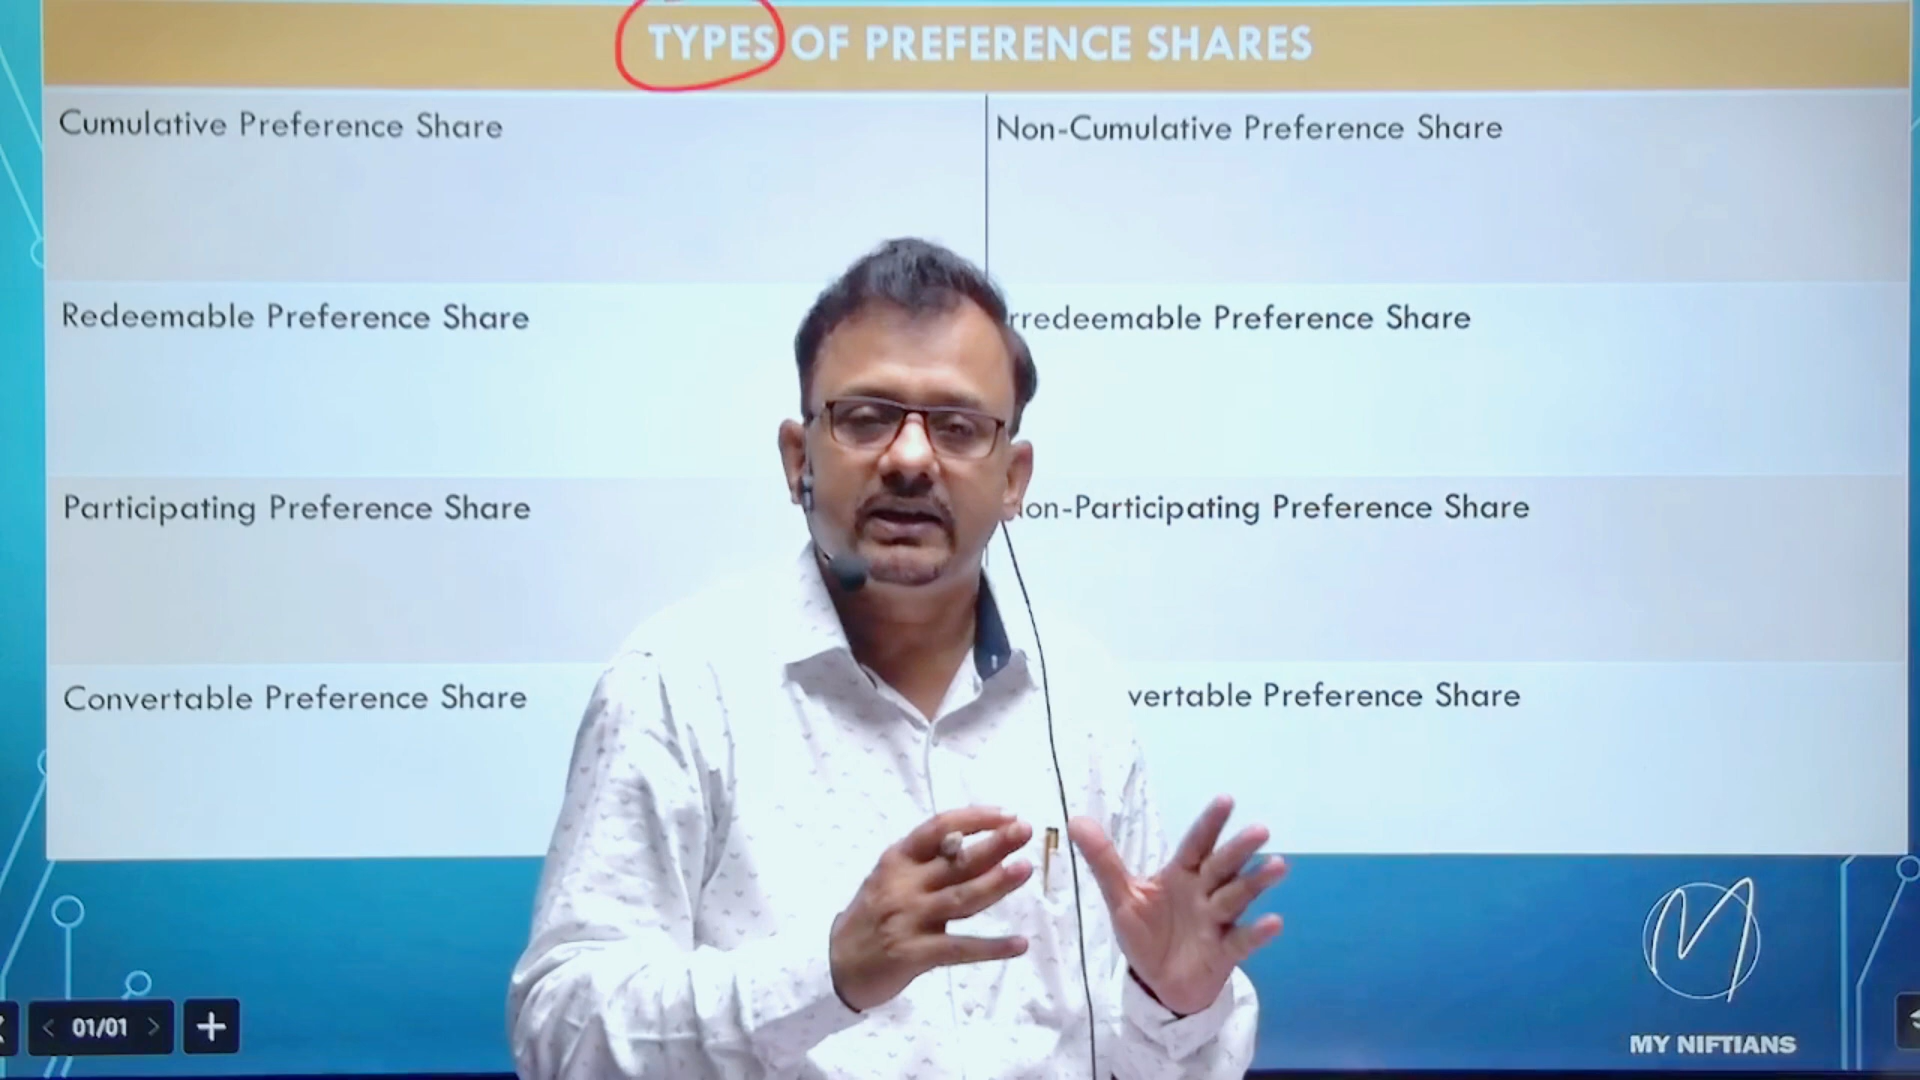 TYPES OF PREFERENCE SHARES
Cumulative Preference Share
Non-Cumulative Preference Share
Redeemable Preference Share
rredeemable Preference Share
Participating Preference Share
on-Participating Preference Share
Convertable Preference Share
vertable Preference Share
01/01
MY NIFTIANS